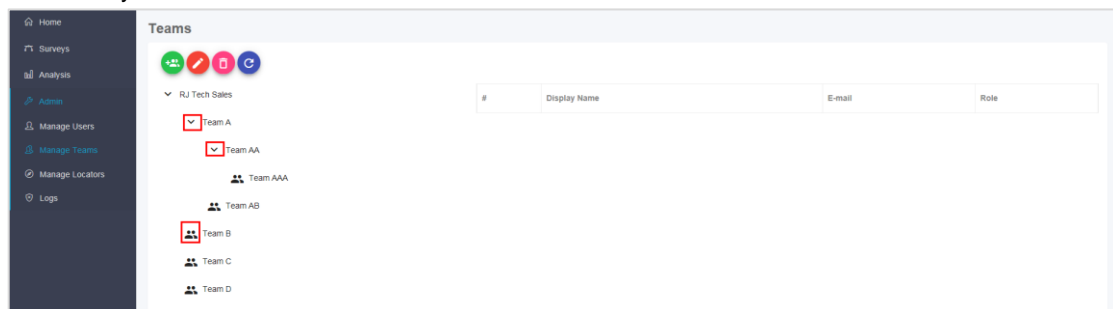 Home
Surveys
Analysis
Admin
Manage Users
Manage Teams
Manage Locators
Logs
Teams
RJ Tech Sales
Team A
Team AA
Team AAA
Team AB
Team B
Team C
Team D
# Display Name E-mail Role